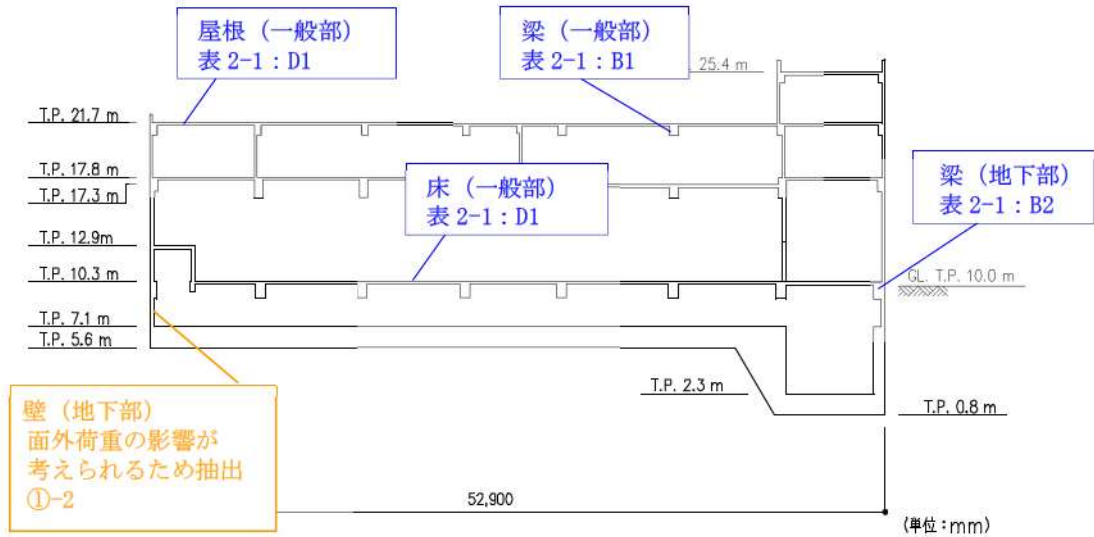 屋根（一般部）
表 2-1：D1
梁（一般部）
表 2-1：B1
25.4 m
T.P. 21.7 m
T.P. 17.8 m
T.P. 17.3 m
床（一般部）
表 2-1：D1
梁（地下部）
表 2-1：B2
T.P. 12.9m
T.P. 10.3 m
GL. T.P. 10.0 m
T.P. 7.1 m
T.P. 5.6 m
T.P. 2.3 m
T.P. 0.8 m
壁（地下部）
面外荷重の影響が
考えられるため抽出
①-2
52,900
(単位：mm)